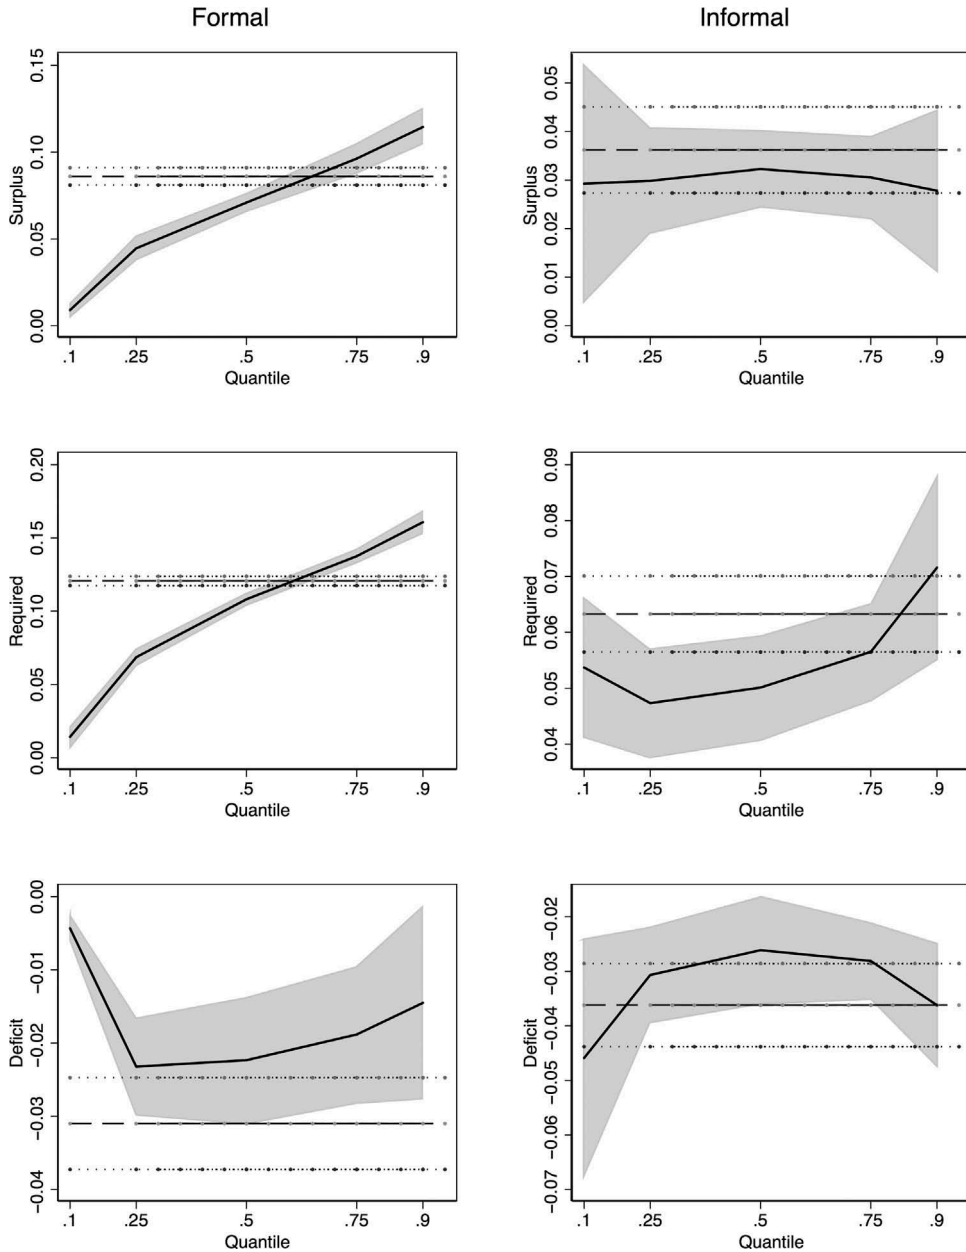 Formal
Informal
Surplus
0.00 0.05 0.10 0.15
.1 .25 .5 .75 .9
Quantile
Surplus
0.00 0.01 0.02 0.03 0.04 0.05
.1 .25 .5 .75 .9
Quantile
Required
0.00 0.05 0.10 0.15 0.20
.1 .25 .5 .75 .9
Quantile
Required
0.04 0.05 0.06 0.07 0.08 0.09
.1 .25 .5 .75 .9
Quantile
Deficit
−0.04 −0.03 −0.02 −0.01 0.00
.1 .25 .5 .75 .9
Quantile
Deficit
−0.07 −0.06 −0.05 −0.04 −0.03 −0.02
.1 .25 .5 .75 .9
Quantile